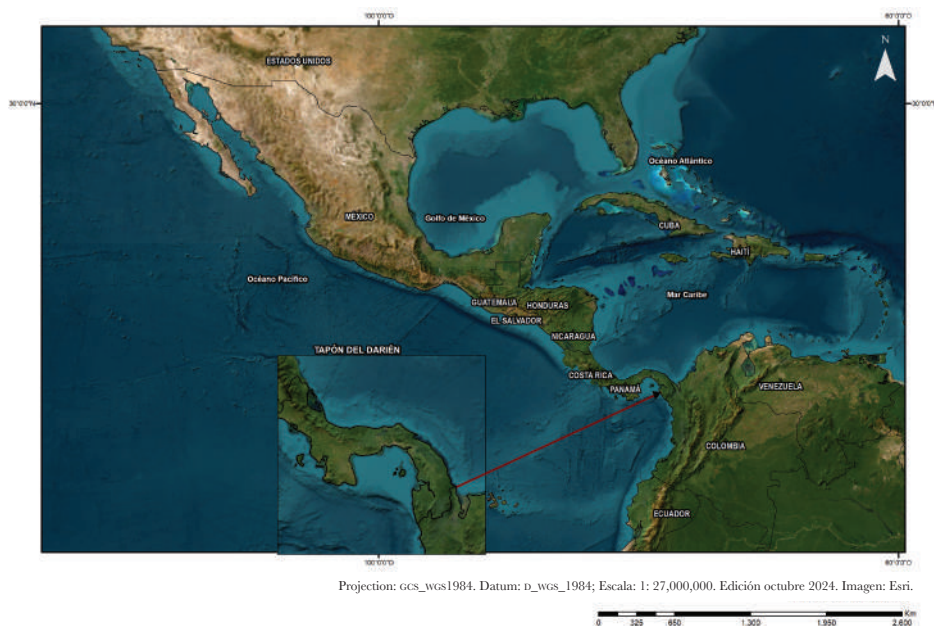 100°0'0"O
80°0'0"O
N
ESTADOS UNIDOS
30°0'0"N
30°0'0"N
Océano Atlántico
MÉXICO
Golfo de México
CUBA
HAITÍ
Océano Pacífico
Mar Caribe
GUATEMALA
HONDURAS
EL SALVADOR
NICARAGUA
TAPÓN DEL DARIÉN
COSTA RICA
PANAMÁ
VENEZUELA
COLOMBIA
ECUADOR
100°0'0"O
80°0'0"O
Projection: GCS_WGS1984. Datum: D_WGS_1984; Escala: 1: 27,000,000. Edición octubre 2024. Imagen: Esri.
Km
0 325 650 1.300 1.950 2.600